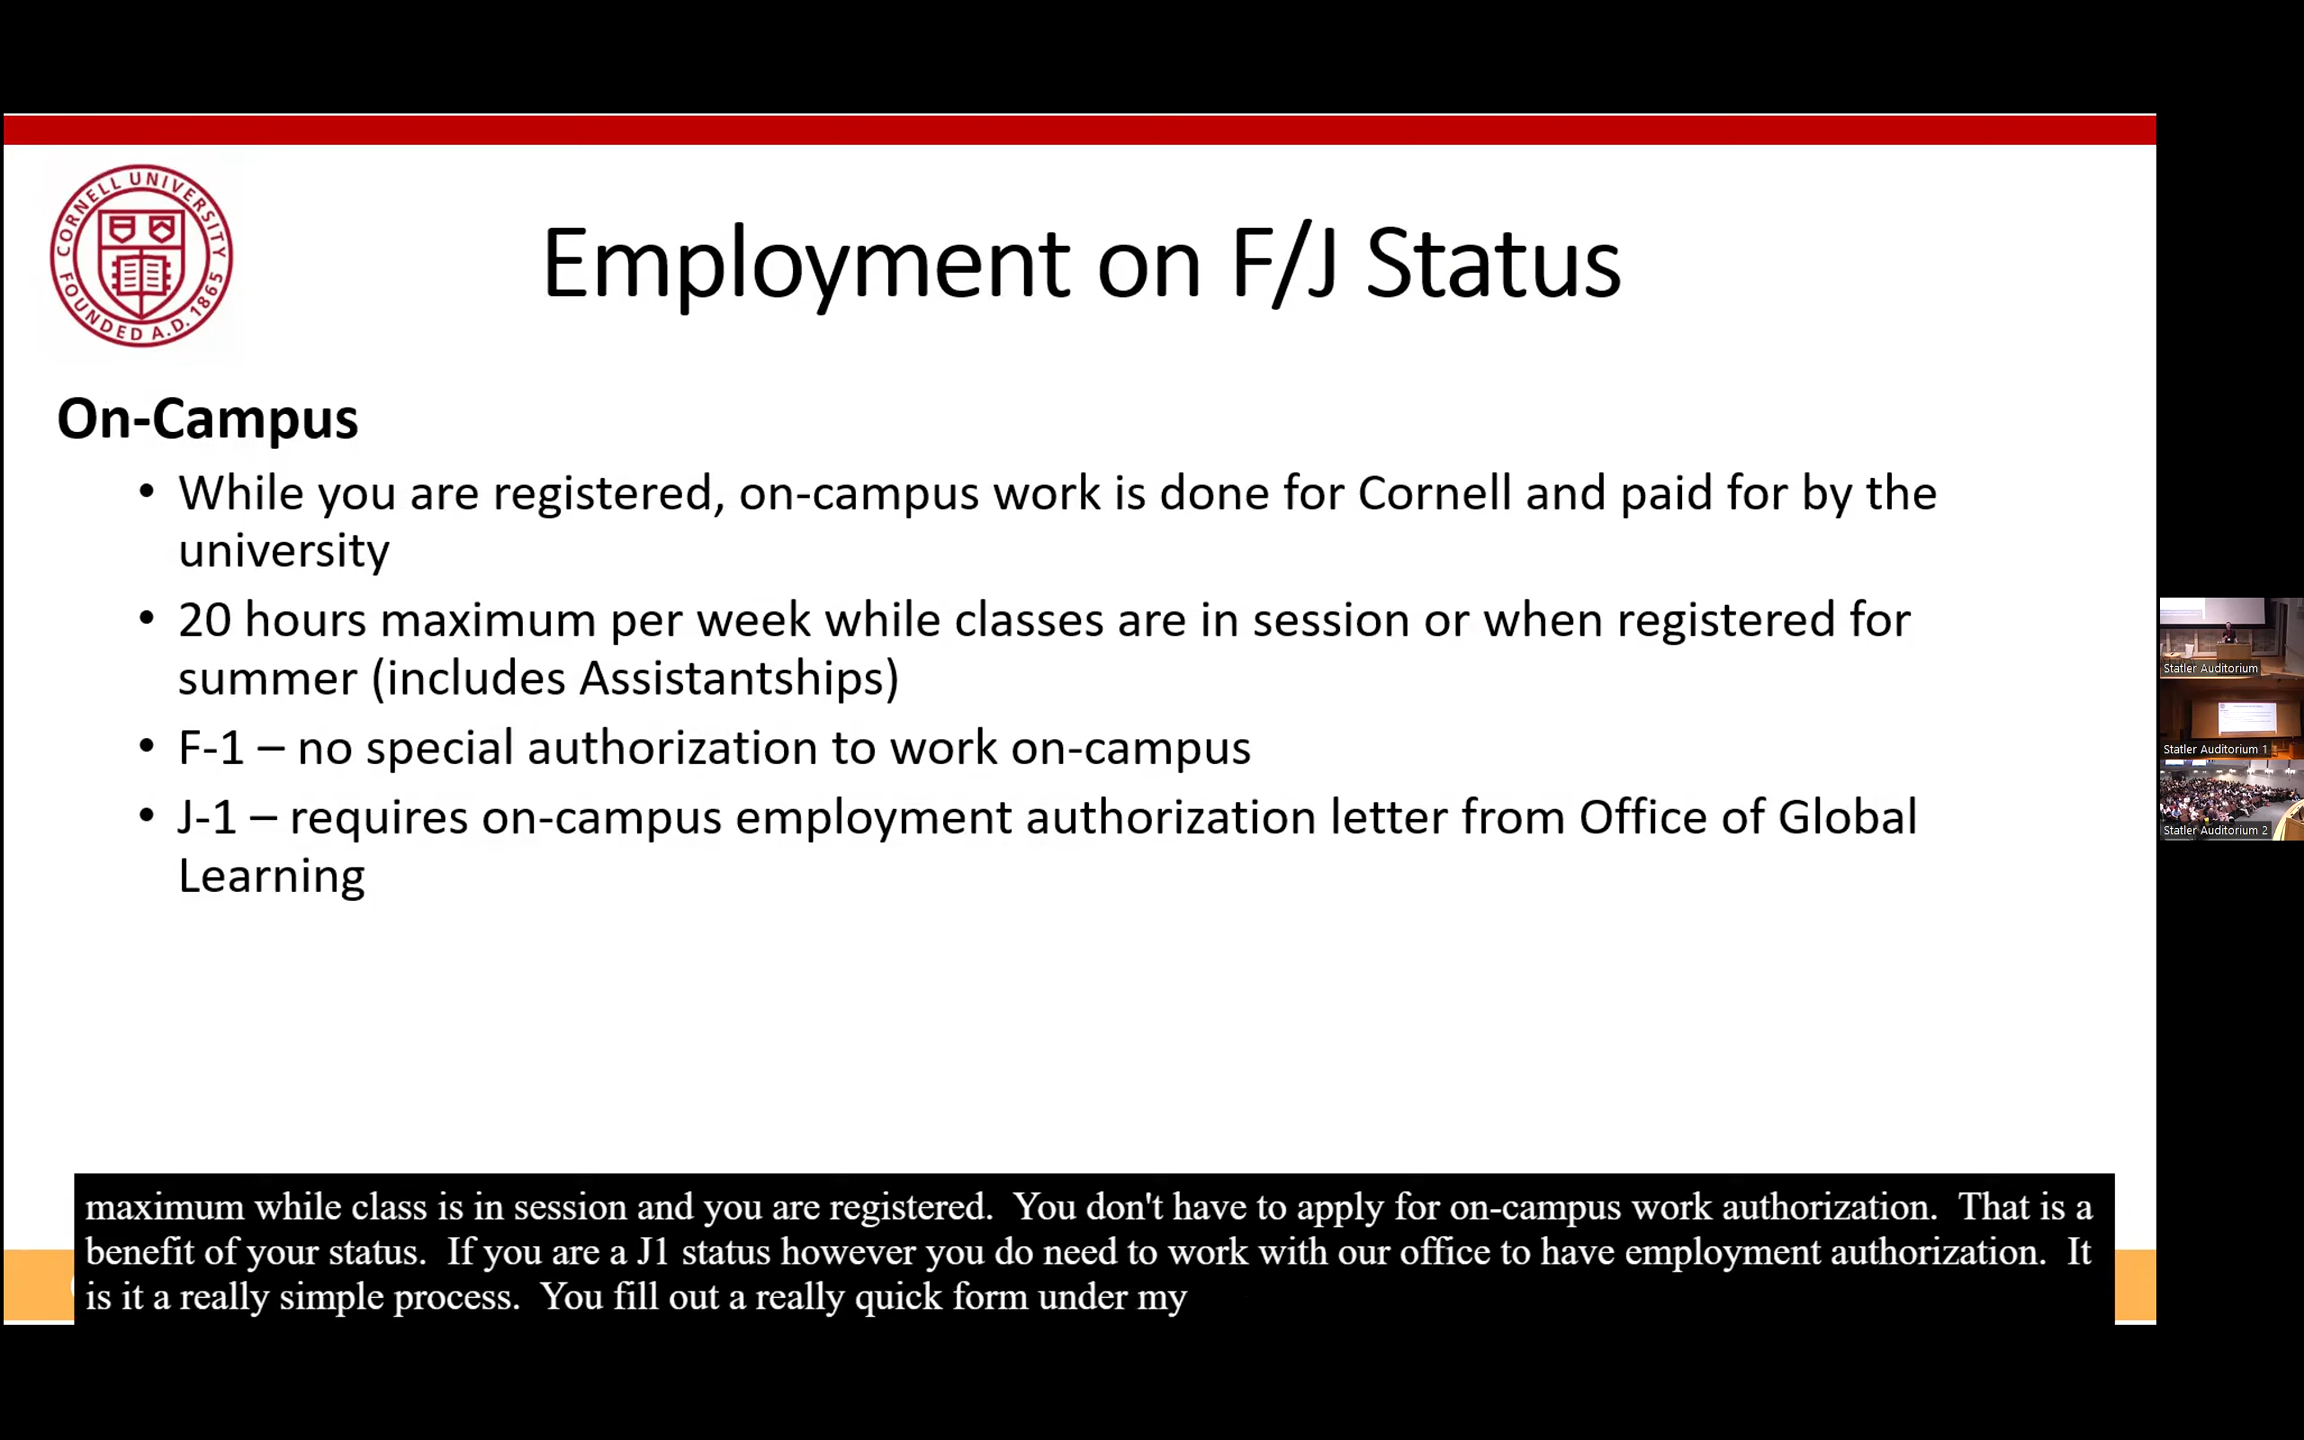 CORNELL UNIVERSITY
FOUNDED A.D. 1865
Employment on F/J Status
On-Campus
• While you are registered, on-campus work is done for Cornell and paid for by the
university
• 20 hours maximum per week while classes are in session or when registered for
summer (includes Assistantships)
• F-1 – no special authorization to work on-campus
• J-1 – requires on-campus employment authorization letter from Office of Global
Learning
Statler Auditorium
Statler Auditorium 1
Statler Auditorium 2
maximum while class is in session and you are registered.  You don't have to apply for on-campus work authorization.  That is a
benefit of your status.  If you are a J1 status however you do need to work with our office to have employment authorization.  It
is it a really simple process.  You fill out a really quick form under my